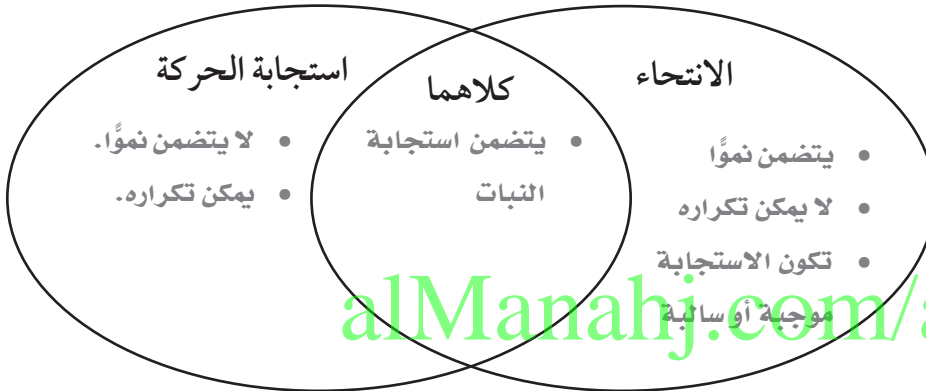 الانتحاء
يتضمن نموًّا
لا يمكن تكراره
تكون الاستجابة
موجبة أو سالبة
كلاهما
يتضمن استجابة
النبات
استجابة الحركة
لا يتضمن نموًّا.
يمكن تكراره.
alManahj.com/a